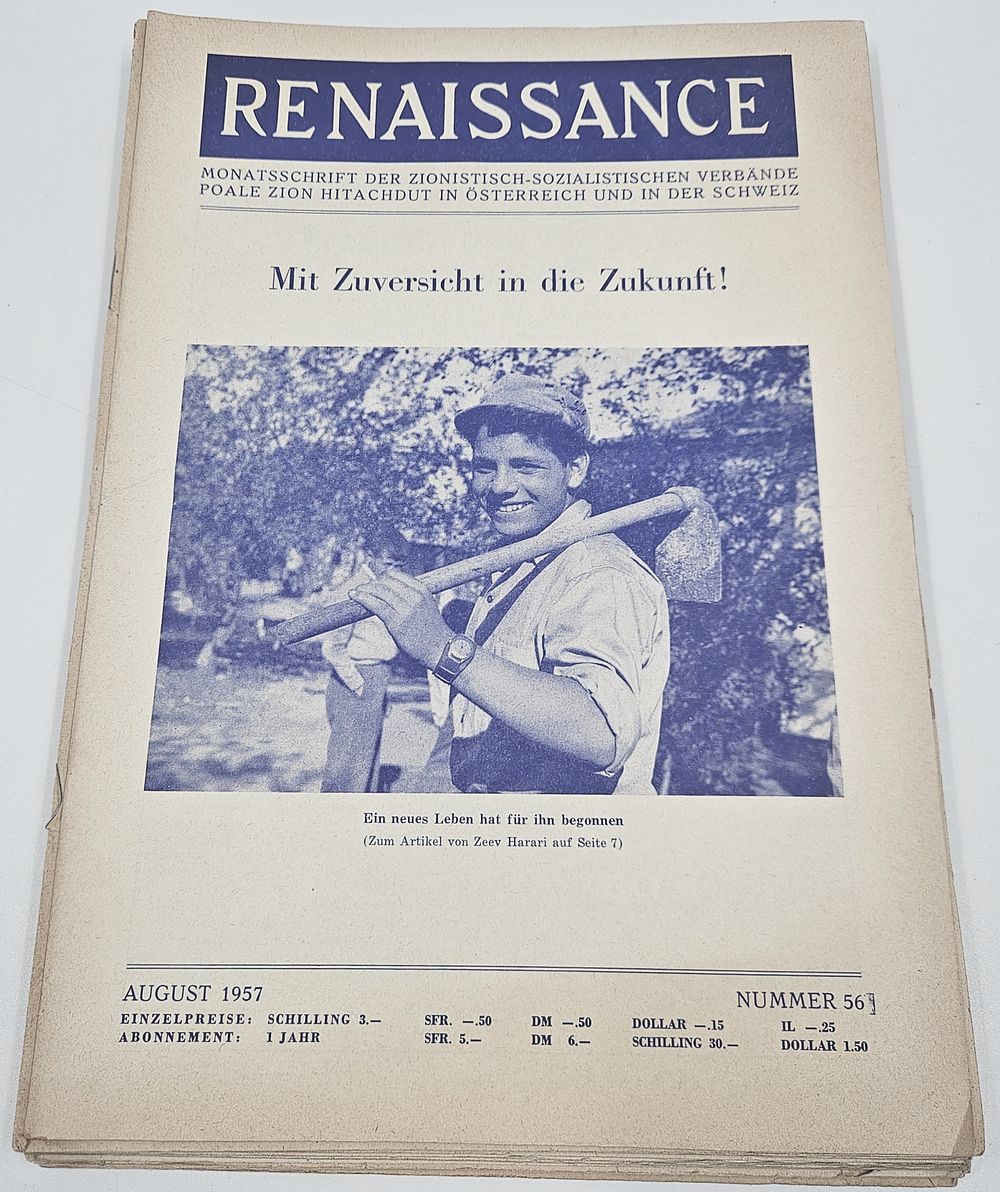 RENAISSANCE
MONATSSCHRIFT DER ZIONISTISCH-SOZIALISTISCHEN VERBÄNDE
POALE ZION HITACHDUT IN ÖSTERREICH UND IN DER SCHWEIZ
Mit Zuversicht in die Zukunft!
Ein neues Leben hat für ihn begonnen
(Zum Artikel von Zeev Harari auf Seite 7)
AUGUST 1957 NUMMER 56
EINZELPREISE: SCHILLING 3.— SFR. —.50 DM —.50 DOLLAR —.15 IL —.25
ABONNEMENT: 1 JAHR SFR. 5.— DM 6.— SCHILLING 30.— DOLLAR 1.50